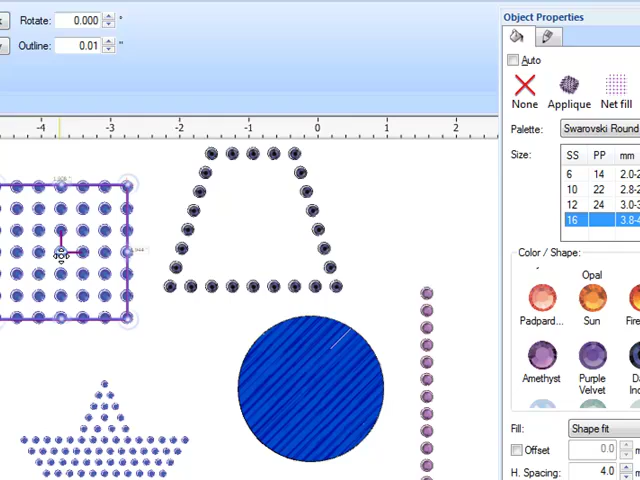 Rotate: 0.000 °
Outline: 0.01 "
Object Properties
Auto
None Applique Net fill
-4 -3 -2 -1 0 1 2
Palette: Swarovski Round
Size:
SS PP mm
6 14 2.0-2
10 22 2.8-2
12 24 3.0-3
16 3.8-4
Color / Shape:
Opal
Padpard... Sun Fire
Amethyst Purple
Velvet
Fill: Shape fit
Offset 0.0 m
H. Spacing: 4.0 m